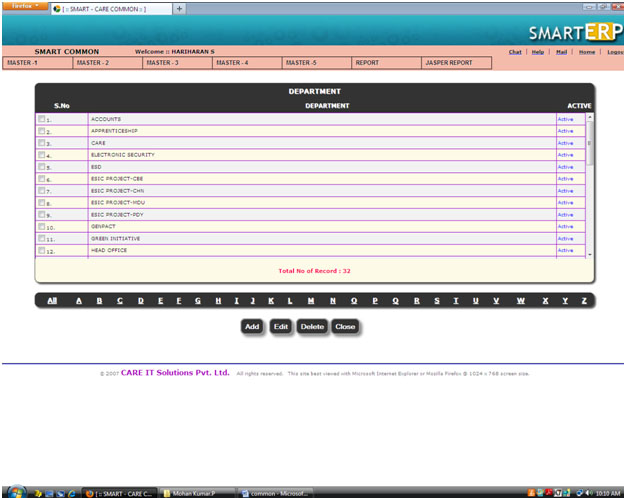 Firefox
[ :: SMART - CARE COMMON :: ]
+
SMARTERP
SMART COMMON
Welcome :: HARIHARAN S
Chat | Help | Mail | Home | Logou
MASTER -1 MASTER - 2 MASTER - 3 MASTER - 4 MASTER -5 REPORT JASPER REPORT
DEPARTMENT
S.No DEPARTMENT ACTIVE
1. ACCOUNTS Active
2. APPRENTICESHIP Active
3. CARE Active
4. ELECTRONIC SECURITY Active
5. ESD Active
6. ESIC PROJECT-CBE Active
7. ESIC PROJECT-CHN Active
8. ESIC PROJECT-MDU Active
9. ESIC PROJECT-PDY Active
10. GENPACT Active
11. GREEN INITIATIVE Active
12. HEAD OFFICE Active
Total No of Record : 32
All A B C D E F G H I J K L M N O P Q R S T U V W X Y Z
Add Edit Delete Close
© 2007 CARE IT Solutions Pvt. Ltd. All rights reserved. This site best viewed with Microsoft Internet Explorer or Mozilla Firefox @ 1024 x 768 screen size.
[ :: SMART - CARE C... Mohan Kumar.P common - Microsof... 10:10 AM